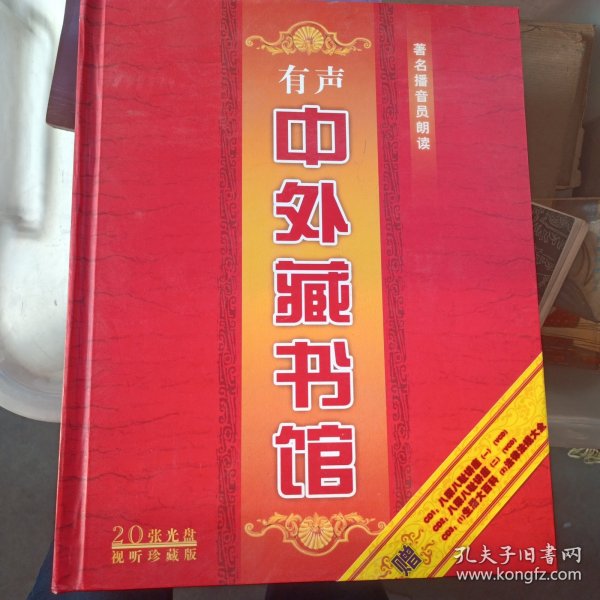 有声
中外藏书馆
著名播音员朗读
20张光盘
视听珍藏版
赠
孔夫子旧书网
www.kongfz.com